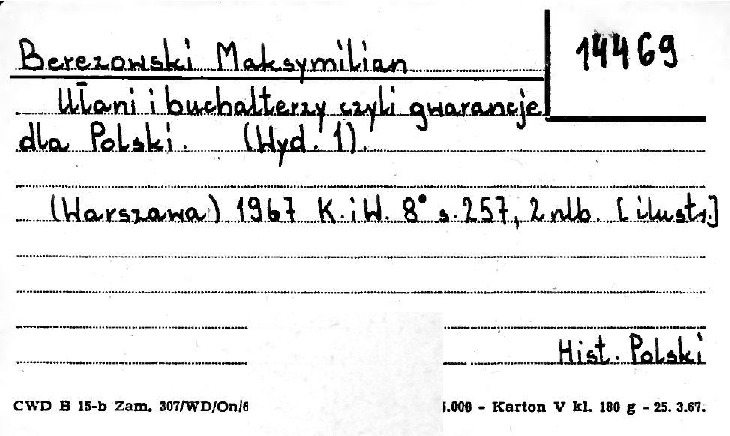 Berezowski Maksymilian
14469
Ułani i buchalterzy czyli gwarancje
dla Polski. (Wyd. 1).
(Warszawa) 1967 K.iW. 8° s.257, 2 nlb. [ilustr.]
Hist. Polski
CWD B 15-b Zam. 307/WD/On/6 .000 - Karton V kl. 180 g - 25. 3.67.